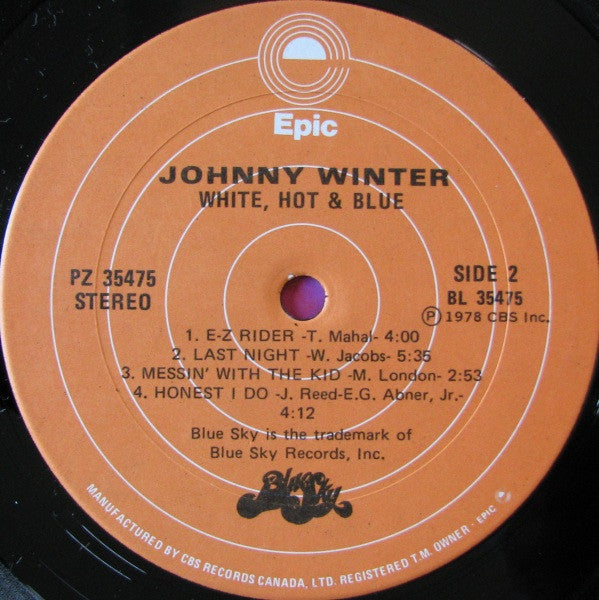 Epic
JOHNNY WINTER
WHITE, HOT & BLUE
PZ 35475
STEREO
SIDE 2
BL 35475
Ⓟ 1978 CBS Inc.
1. E-Z RIDER -T. Mahal- 4:00
2. LAST NIGHT -W. Jacobs- 5:35
3. MESSIN' WITH THE KID -M. London- 2:53
4. HONEST I DO -J. Reed-E.G. Abner, Jr.-
4:12
Blue Sky is the trademark of
Blue Sky Records, Inc.
Blue Sky
MANUFACTURED BY CBS RECORDS CANADA, LTD. REGISTERED T.M. OWNER · EPIC